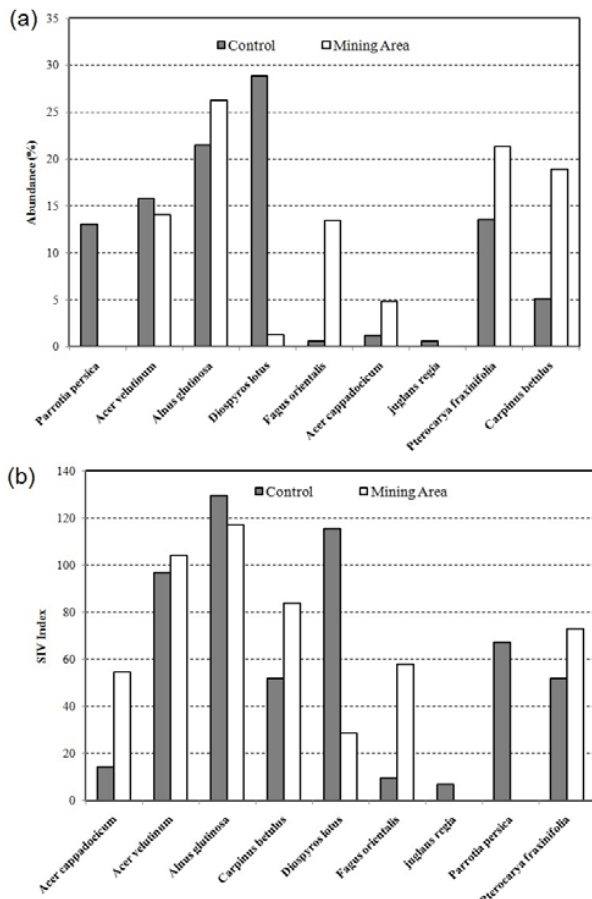 (a)
Control
Mining Area
Abundance (%)
35
30
25
20
15
10
5
0
Parrotia persica
Acer velutinum
Alnus glutinosa
Diospyros lotus
Fagus orientalis
Acer cappadocicum
juglans regia
Pterocarya fraxinifolia
Carpinus betulus
(b)
Control
Mining Area
SIV Index
140
120
100
80
60
40
20
0
Acer cappadocicum
Acer velutinum
Alnus glutinosa
Carpinus betulus
Diospyros lotus
Fagus orientalis
juglans regia
Parrotia persica
Pterocarya fraxinifolia